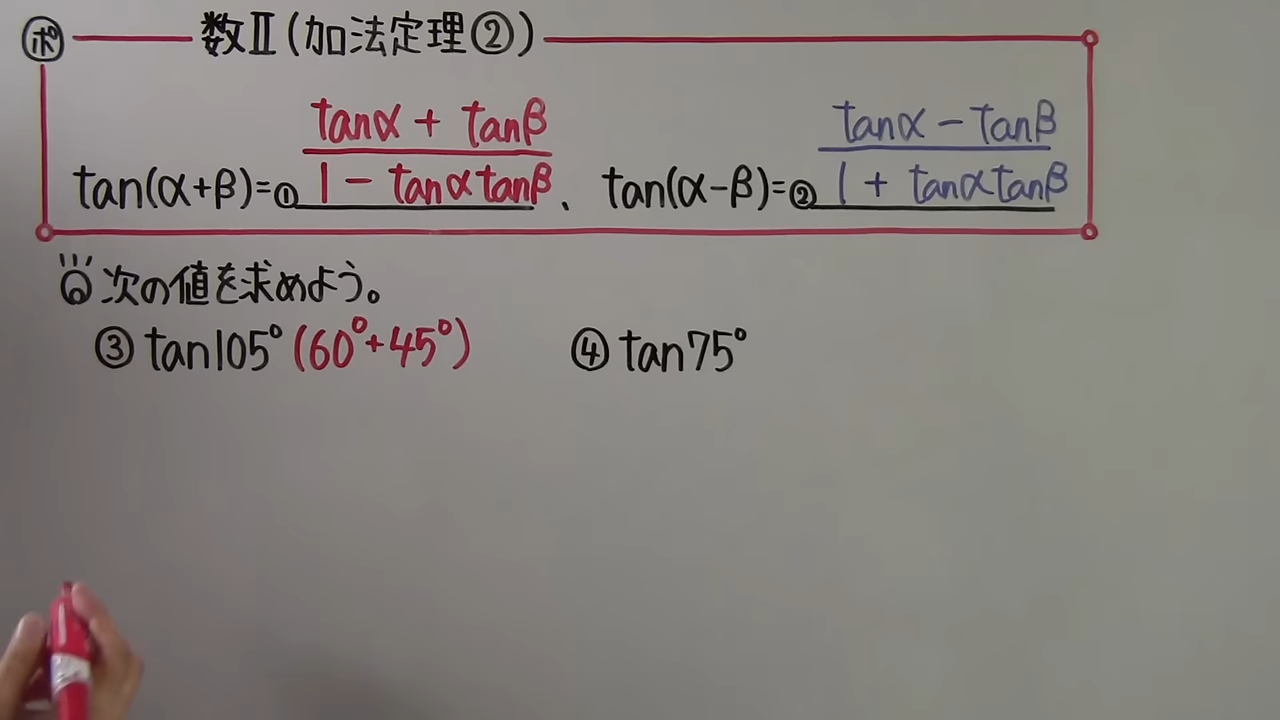 ポ 数Ⅱ(加法定理②)
tan(α+β)=① (tanα + tanβ)/(1 - tanαtanβ)、tan(α-β)=② (tanα - tanβ)/(1 + tanαtanβ)
次の値を求めよう。
③ tan105°(60°+45°) ④ tan75°